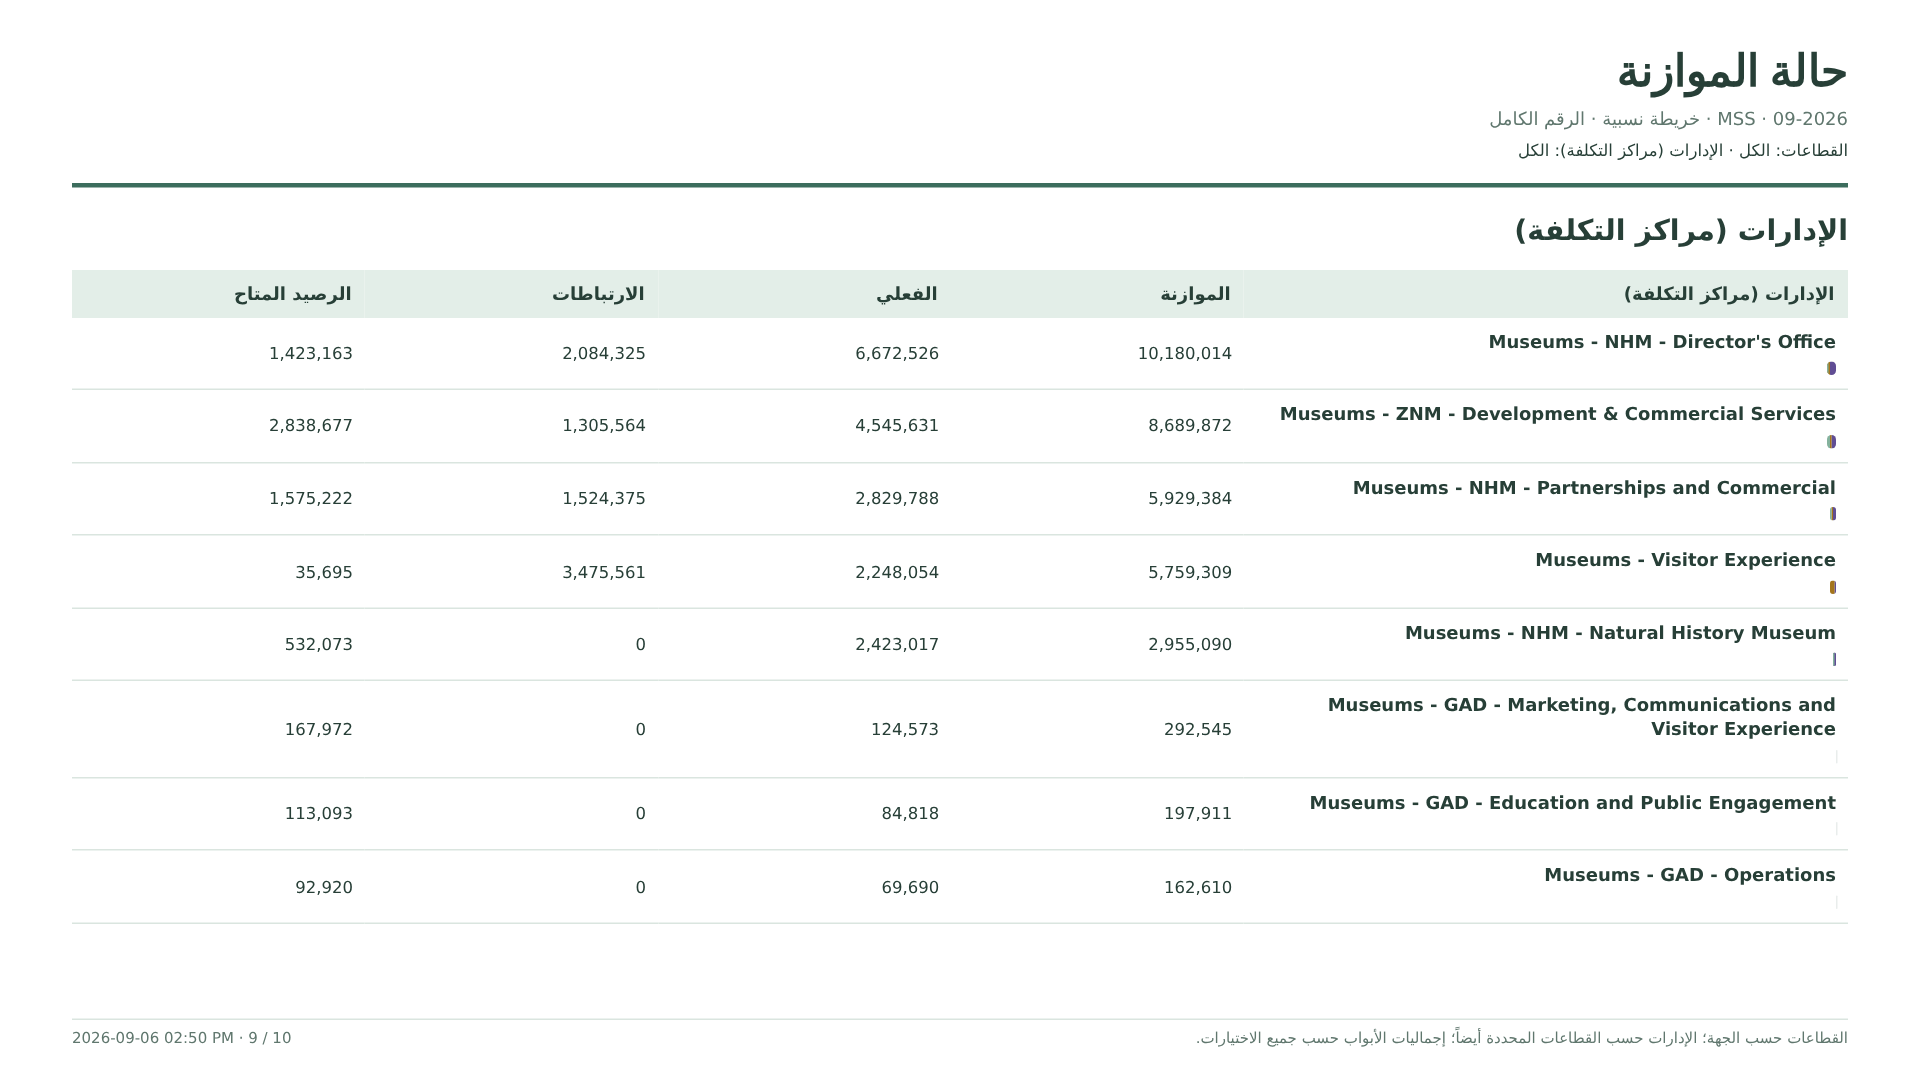 حالة الموازنة
MSS · 09-2026 · خريطة نسبية · الرقم الكامل
القطاعات: الكل · الإدارات (مراكز التكلفة): الكل
الإدارات (مراكز التكلفة)
الإدارات (مراكز التكلفة) الموازنة الفعلي الارتباطات الرصيد المتاح
Museums - NHM - Director's Office 10,180,014 6,672,526 2,084,325 1,423,163
Museums - ZNM - Development & Commercial Services 8,689,872 4,545,631 1,305,564 2,838,677
Museums - NHM - Partnerships and Commercial 5,929,384 2,829,788 1,524,375 1,575,222
Museums - Visitor Experience 5,759,309 2,248,054 3,475,561 35,695
Museums - NHM - Natural History Museum 2,955,090 2,423,017 0 532,073
Museums - GAD - Marketing, Communications and
Visitor Experience 292,545 124,573 0 167,972
Museums - GAD - Education and Public Engagement 197,911 84,818 0 113,093
Museums - GAD - Operations 162,610 69,690 0 92,920
القطاعات حسب الجهة؛ الإدارات حسب القطاعات المحددة أيضاً؛ إجماليات الأبواب حسب جميع الاختيارات.
2026-09-06 02:50 PM · 9 / 10